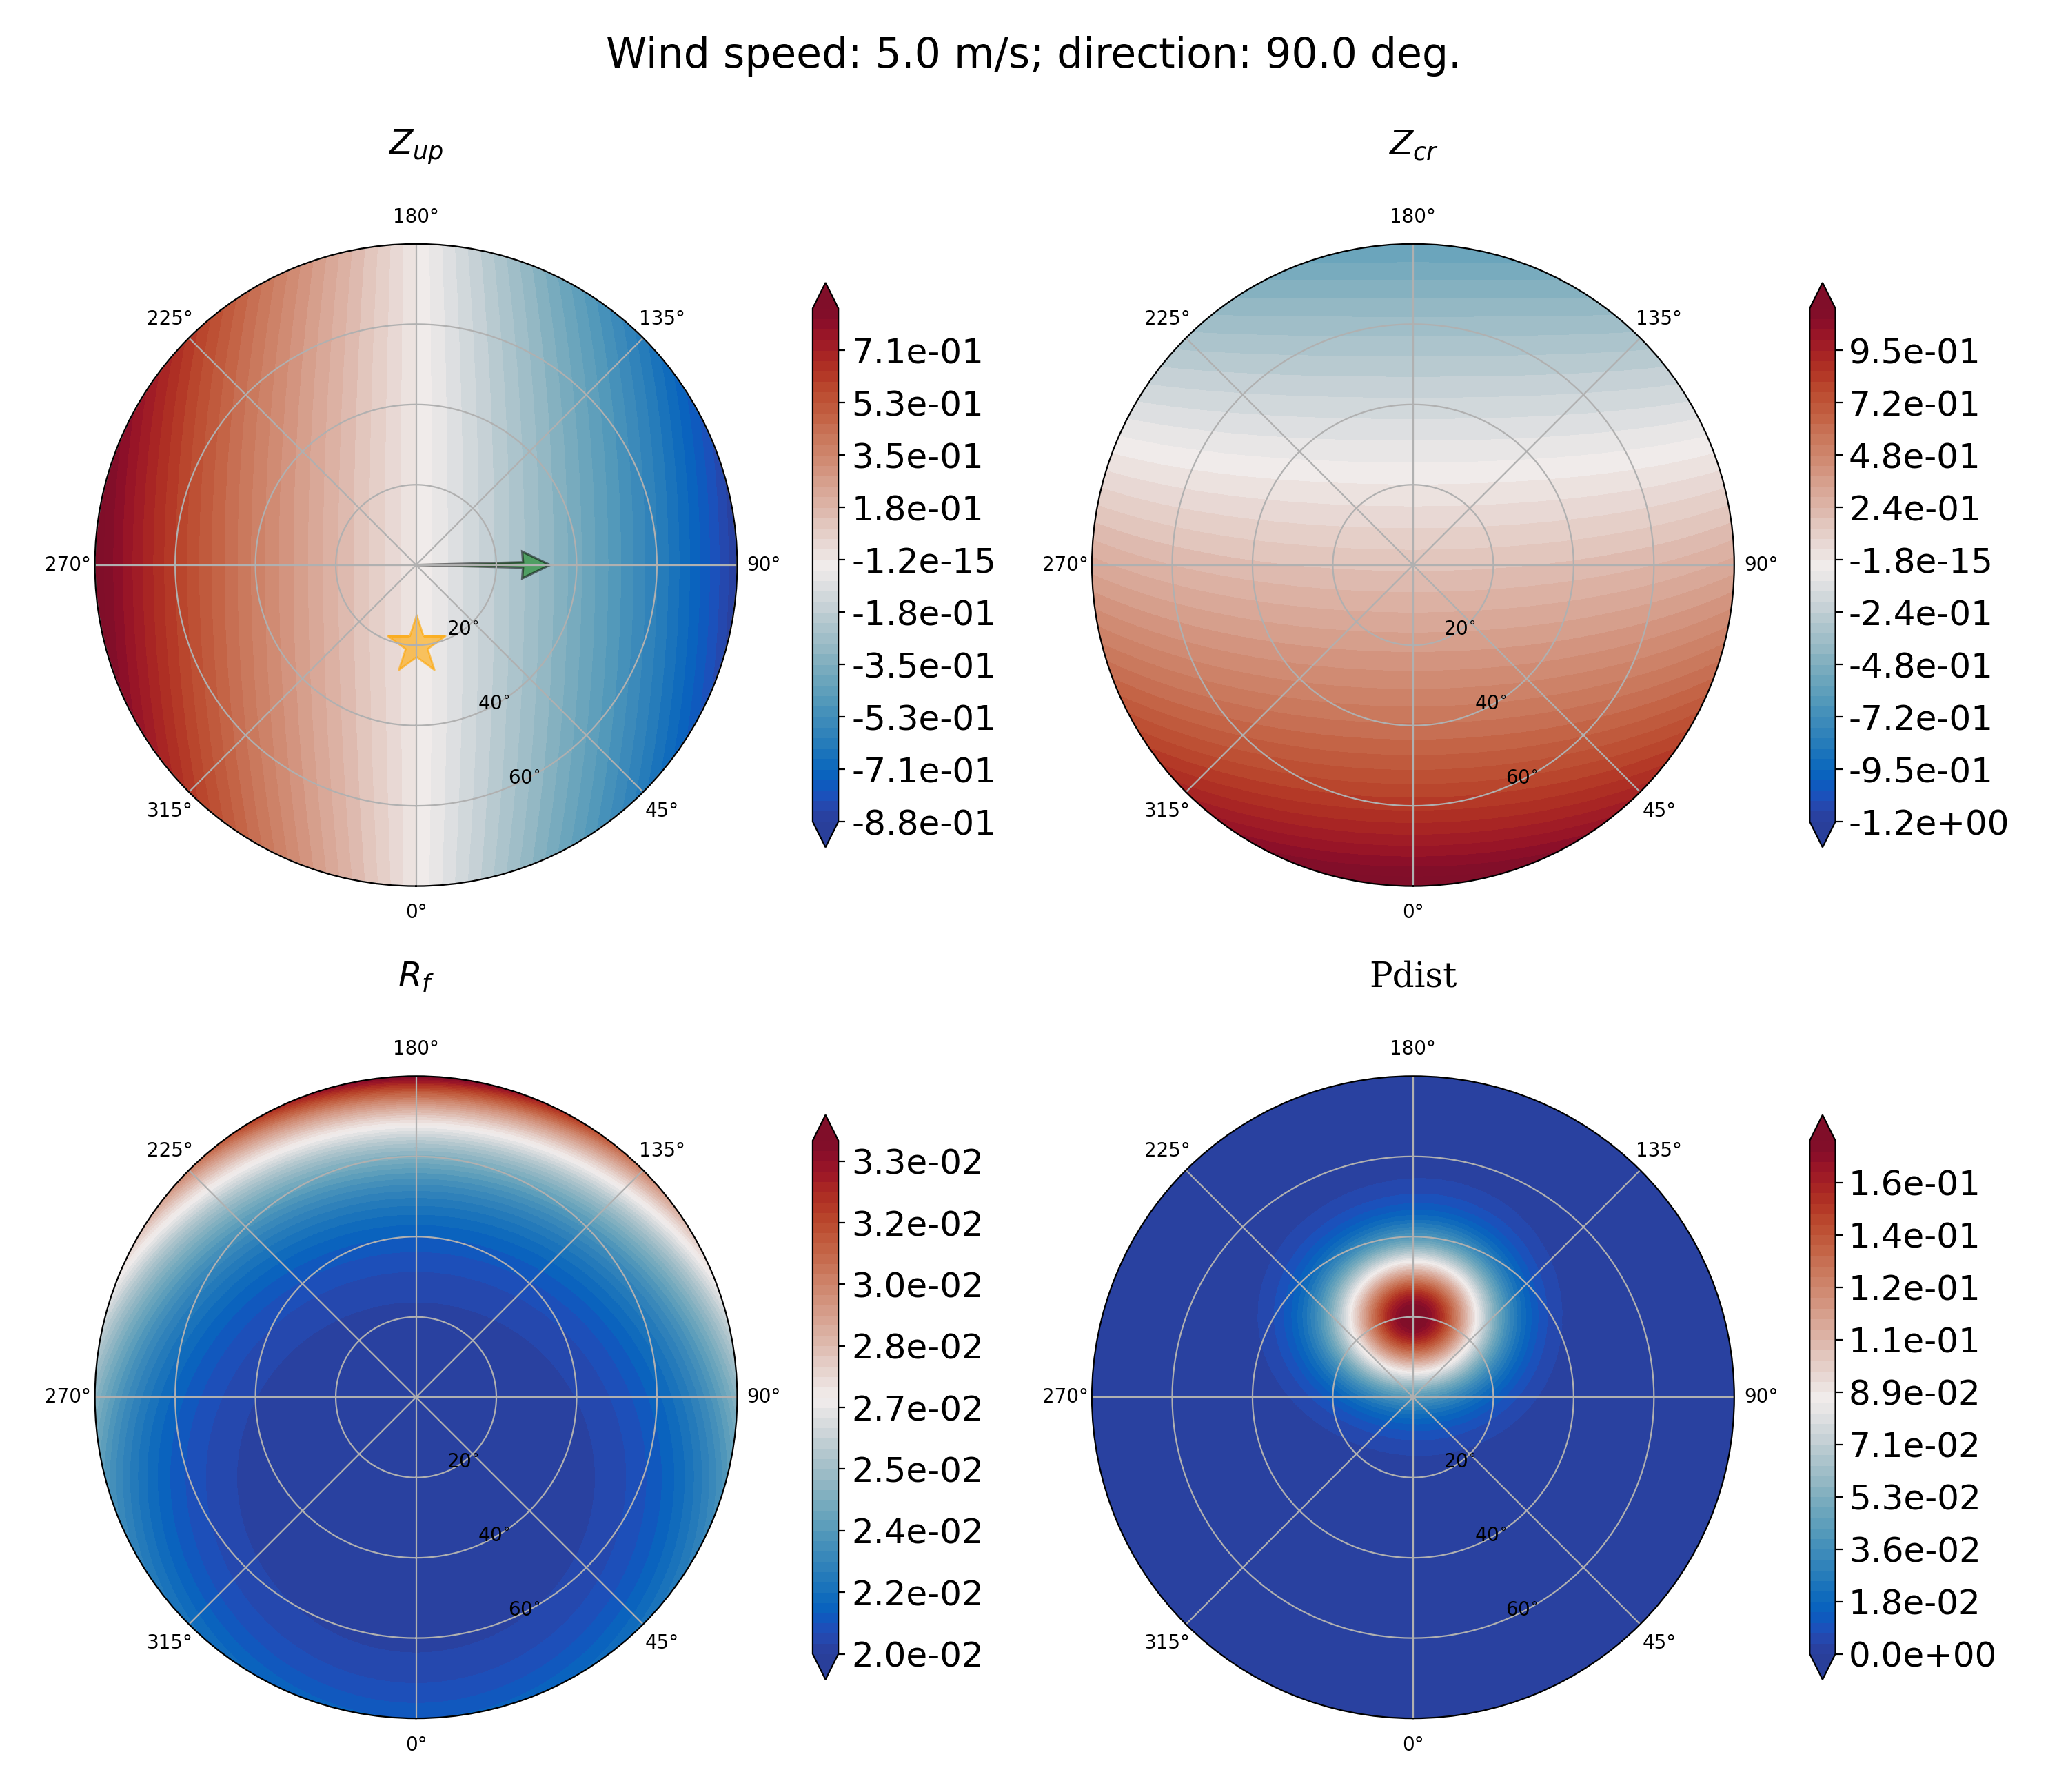 Wind speed: 5.0 m/s; direction: 90.0 deg.
Z_up
180°
225°
135°
270°
90°
20°
40°
60°
315°
45°
0°
7.1e-01
5.3e-01
3.5e-01
1.8e-01
-1.2e-15
-1.8e-01
-3.5e-01
-5.3e-01
-7.1e-01
-8.8e-01
Z_cr
180°
225°
135°
270°
90°
20°
40°
60°
315°
45°
0°
9.5e-01
7.2e-01
4.8e-01
2.4e-01
-1.8e-15
-2.4e-01
-4.8e-01
-7.2e-01
-9.5e-01
-1.2e+00
R_f
180°
225°
135°
270°
90°
20°
40°
60°
315°
45°
0°
3.3e-02
3.2e-02
3.0e-02
2.8e-02
2.7e-02
2.5e-02
2.4e-02
2.2e-02
2.0e-02
Pdist
180°
225°
135°
270°
90°
20°
40°
60°
315°
45°
0°
1.6e-01
1.4e-01
1.2e-01
1.1e-01
8.9e-02
7.1e-02
5.3e-02
3.6e-02
1.8e-02
0.0e+00